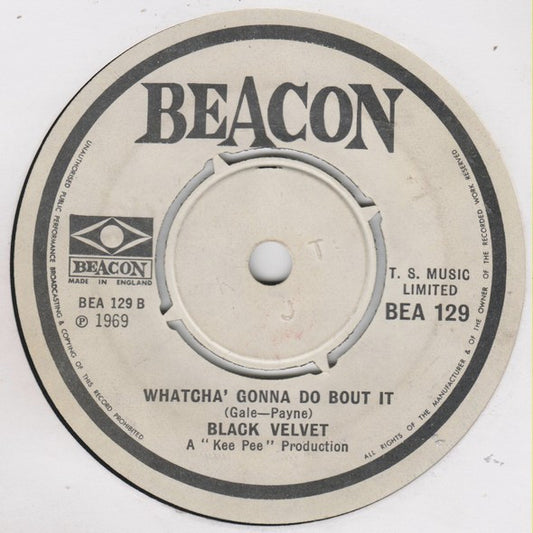 BEACON
UNAUTHORISED PUBLIC PERFORMANCE BROADCASTING & COPYING OF THIS RECORD PROHIBITED
ALL RIGHTS OF THE MANUFACTURER & OF THE OWNER OF THE RECORDED WORK RESERVED
BEACON
MADE IN ENGLAND
BEA 129 B
Ⓟ 1969
T. S. MUSIC
LIMITED
BEA 129
WHATCHA' GONNA DO BOUT IT
(Gale—Payne)
BLACK VELVET
A "Kee Pee" Production